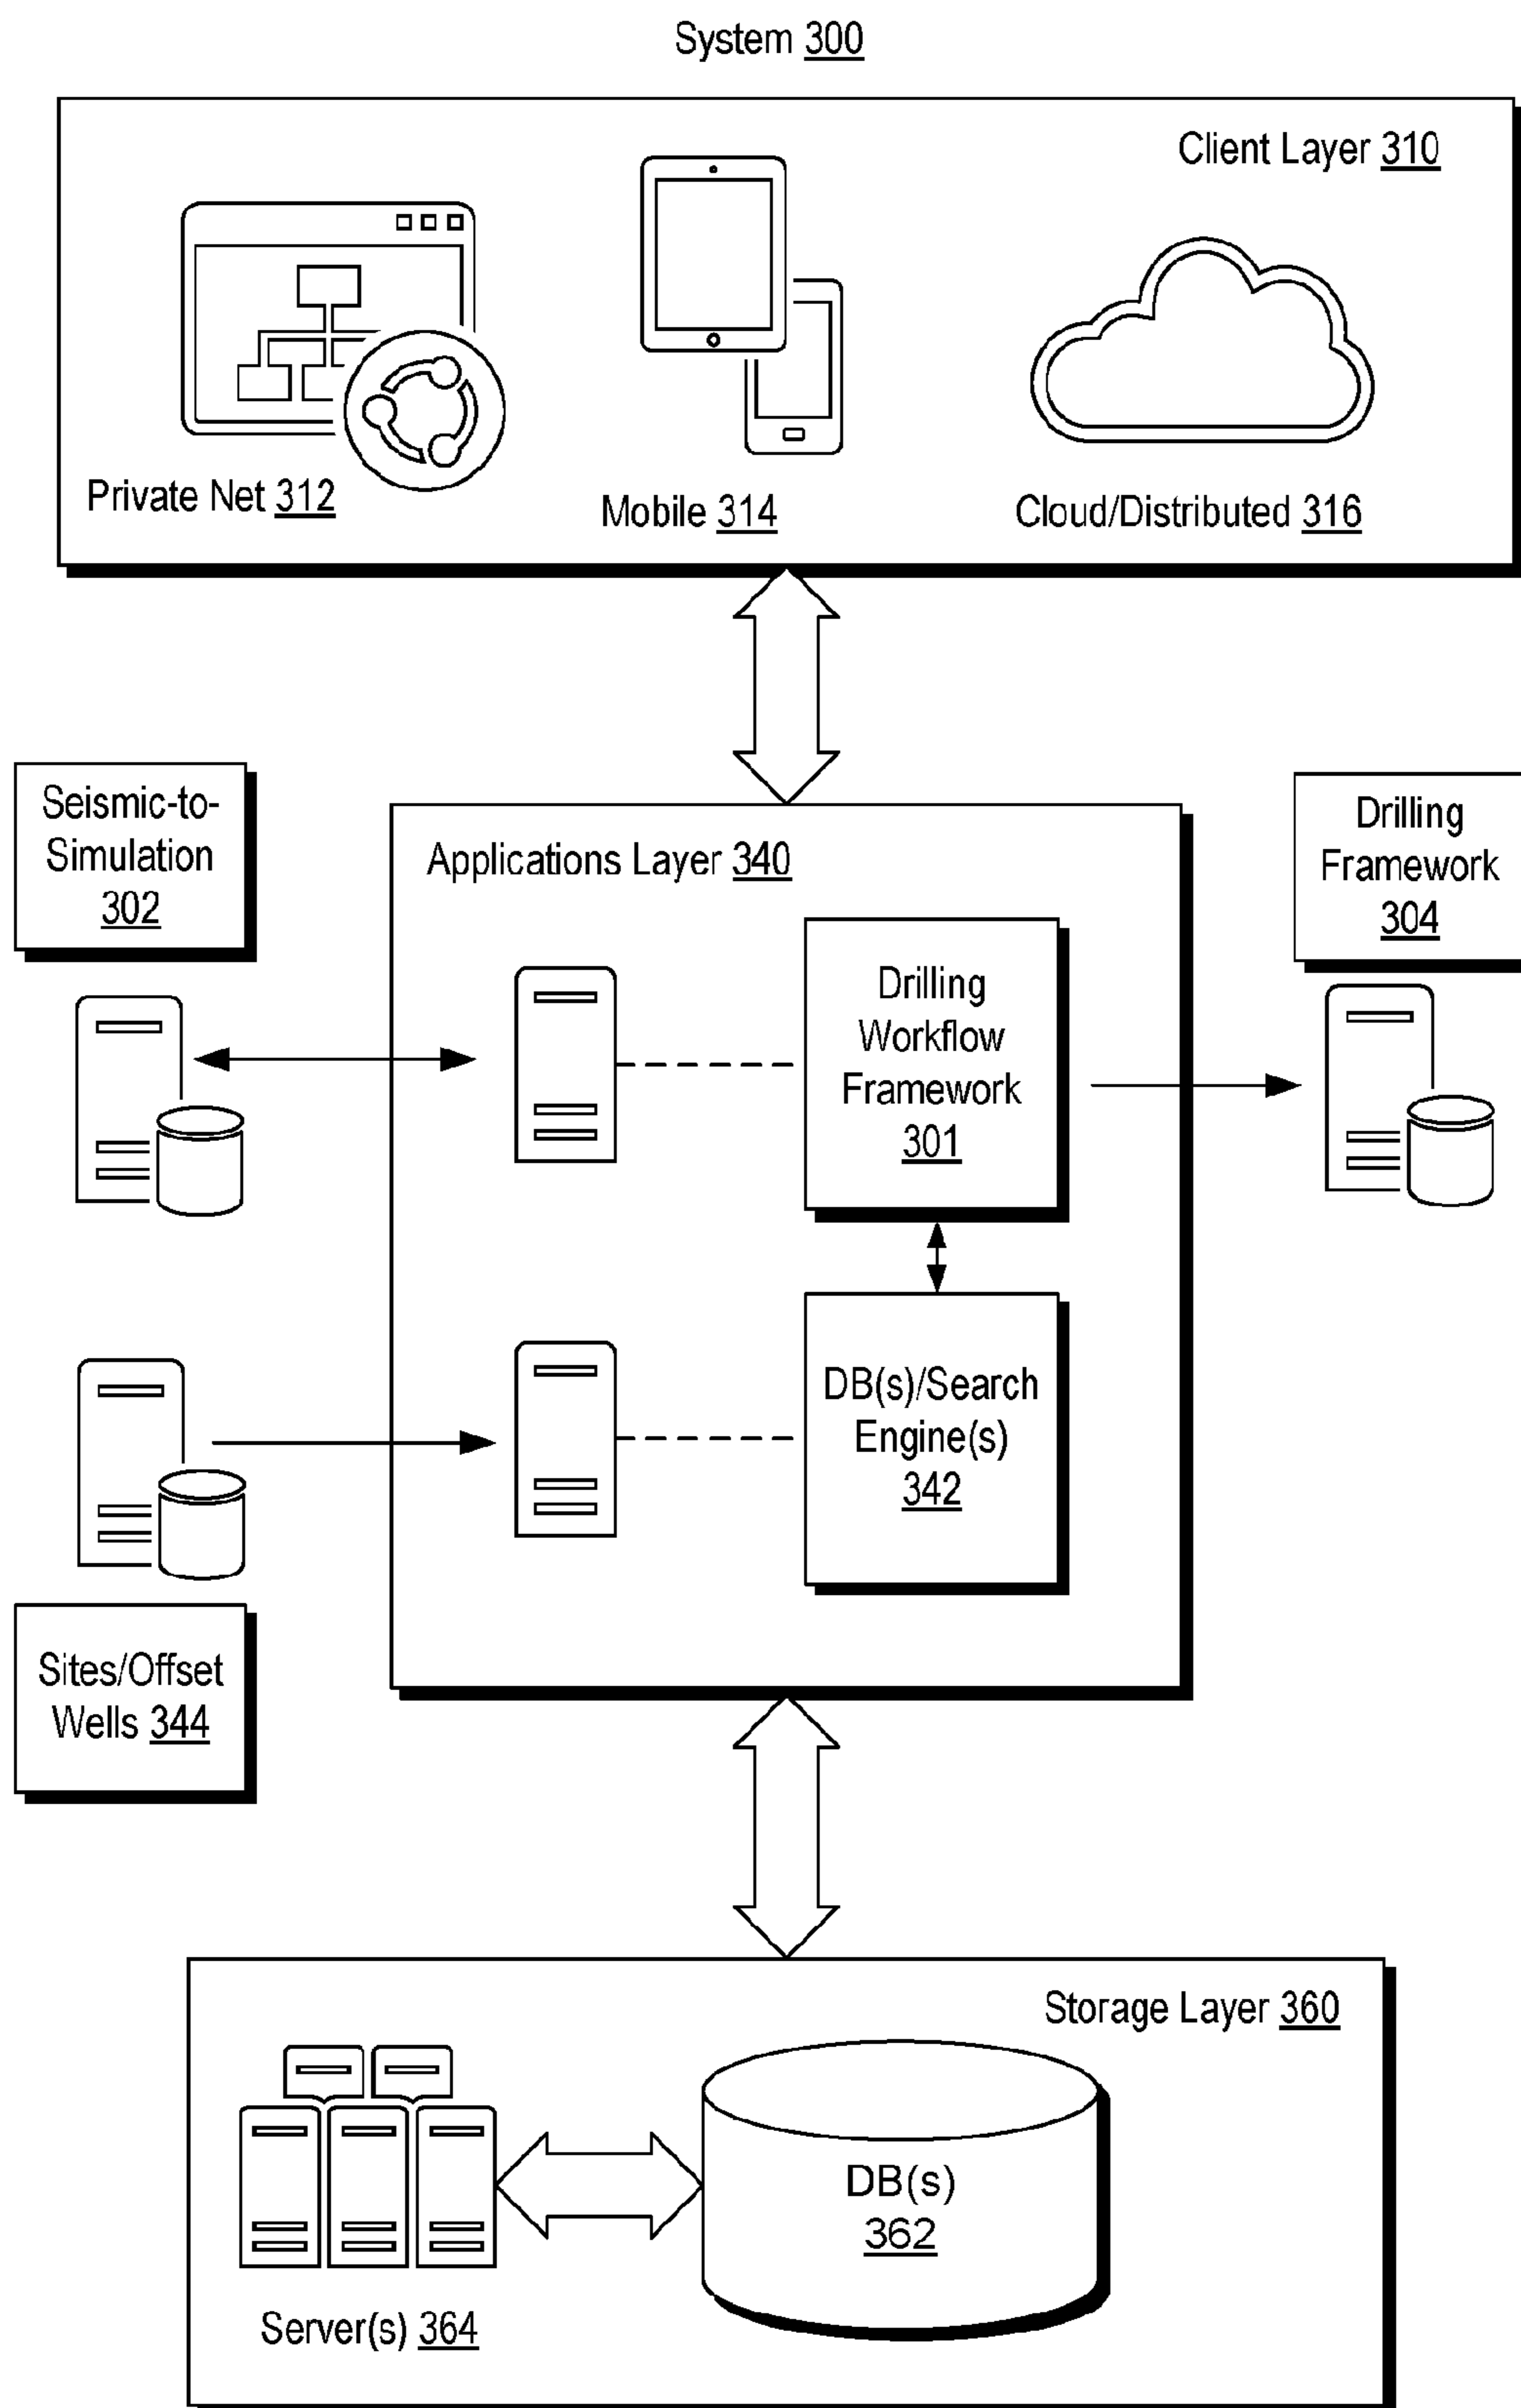 System 300
Client Layer 310
Private Net 312
Mobile 314
Cloud/Distributed 316
Seismic-to-
Simulation
302
Applications Layer 340
Drilling
Framework
304
Drilling
Workflow
Framework
301
DB(s)/Search
Engine(s)
342
Sites/Offset
Wells 344
Storage Layer 360
DB(s)
362
Server(s) 364